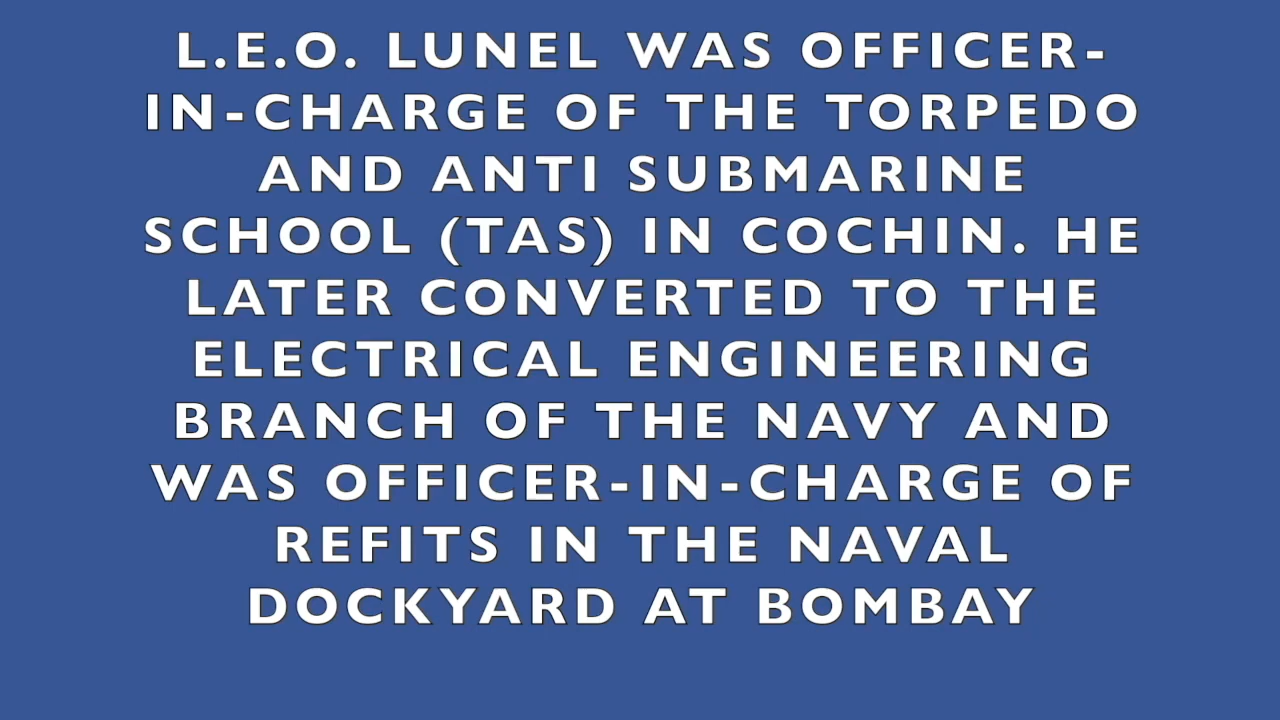 L.E.O. LUNEL WAS OFFICER-
IN-CHARGE OF THE TORPEDO
AND ANTI SUBMARINE
SCHOOL (TAS) IN COCHIN. HE
LATER CONVERTED TO THE
ELECTRICAL ENGINEERING
BRANCH OF THE NAVY AND
WAS OFFICER-IN-CHARGE OF
REFITS IN THE NAVAL
DOCKYARD AT BOMBAY